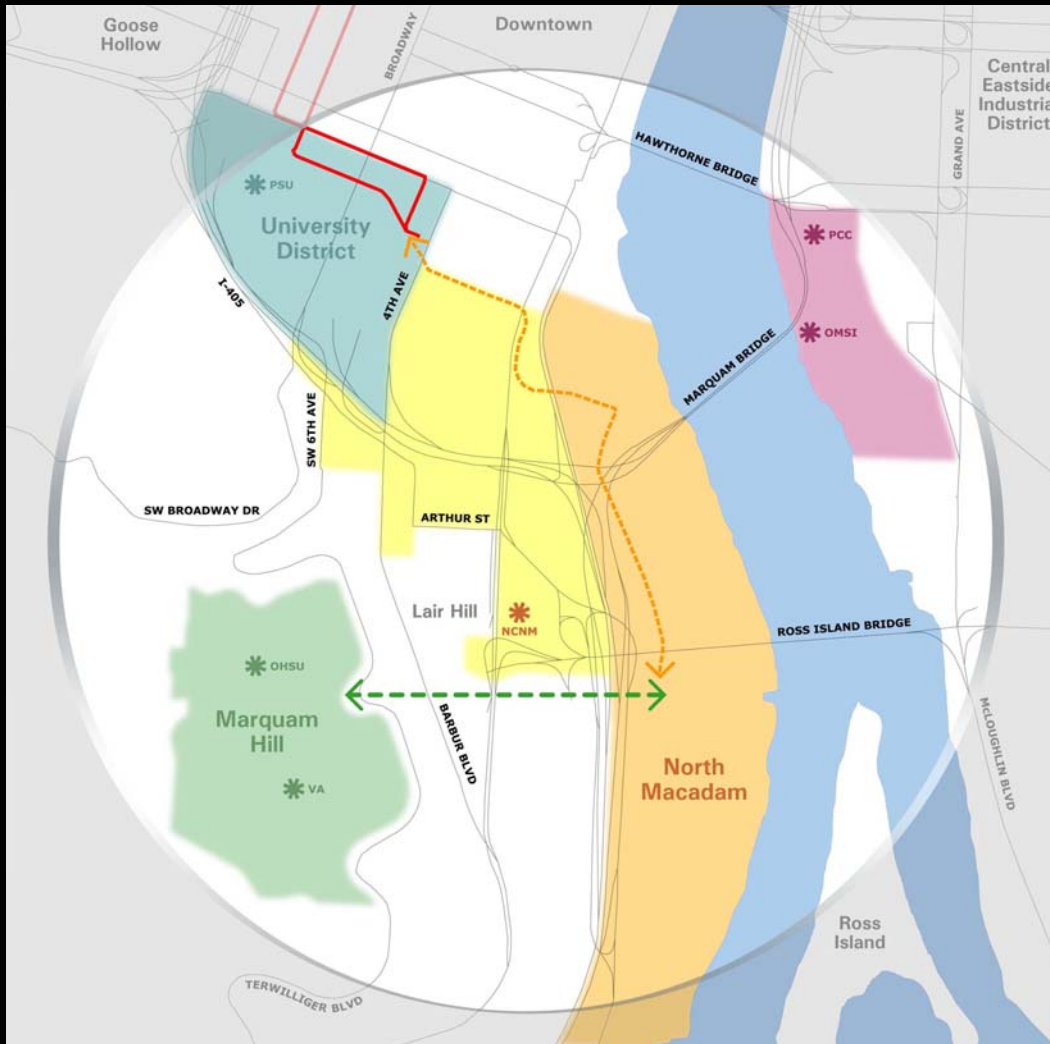 Goose
Hollow
BROADWAY
Downtown
Central
Eastside
Industria
District
GRAND AVE
HAWTHORNE BRIDGE
PSU
University
District
PCC
I-405
4TH AVE
OMSI
MARQUAM BRIDGE
SW 6TH AVE
SW BROADWAY DR
ARTHUR ST
Lair Hill
NCNM
ROSS ISLAND BRIDGE
OHSU
Marquam
Hill
BARBUR BLVD
VA
North
Macadam
McLOUGHLIN BLVD
Ross
Island
TERWILLIGER BLVD